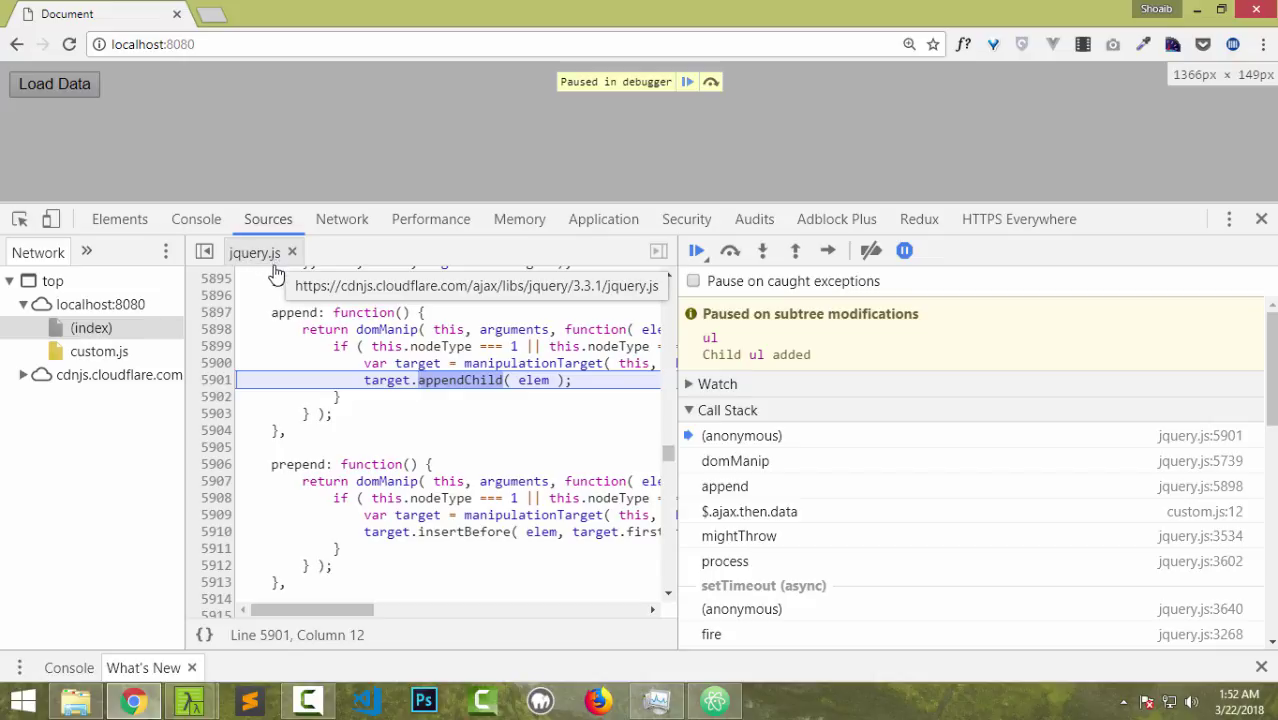 Document
Shoaib
localhost:8080
f?
Load Data
Paused in debugger
1366px × 149px
Elements
Console
Sources
Network
Performance
Memory
Application
Security
Audits
Adblock Plus
Redux
HTTPS Everywhere
Network
»
jquery.js
Pause on caught exceptions
top
localhost:8080
(index)
custom.js
cdnjs.cloudflare.com
https://cdnjs.cloudflare.com/ajax/libs/jquery/3.3.1/jquery.js
5895
5896
5897 append: function() {
5898 return domManip( this, arguments, function( ele
5899 if ( this.nodeType === 1 || this.nodeType ===
5900 var target = manipulationTarget( this,
5901 target.appendChild( elem );
5902 }
5903 } );
5904 },
5905
5906 prepend: function() {
5907 return domManip( this, arguments, function( ele
5908 if ( this.nodeType === 1 || this.nodeType ===
5909 var target = manipulationTarget( this,
5910 target.insertBefore( elem, target.first
5911 }
5912 } );
5913 },
5914
5915
{ } Line 5901, Column 12
Paused on subtree modifications
ul
Child ul added
Watch
Call Stack
(anonymous) jquery.js:5901
domManip jquery.js:5739
append jquery.js:5898
$.ajax.then.data custom.js:12
mightThrow jquery.js:3534
process jquery.js:3602
setTimeout (async)
(anonymous) jquery.js:3640
fire jquery.js:3268
Console
What's New
Ps
1:52 AM
3/22/2018